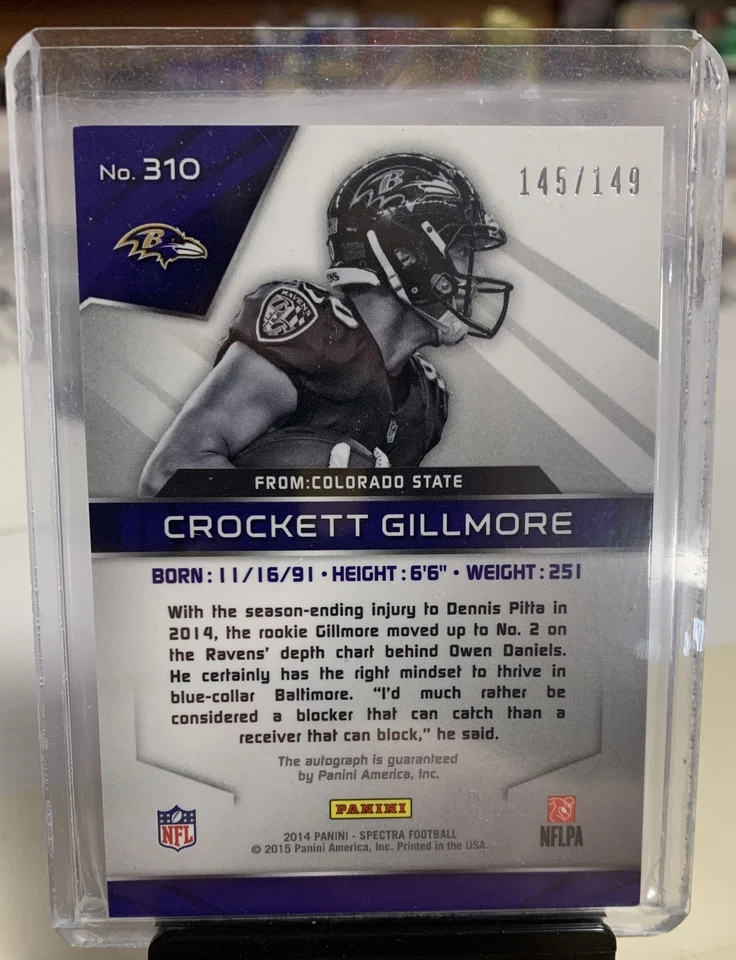 No. 310
145/149
B
RAVENS
B
FROM:COLORADO STATE
CROCKETT GILLMORE
BORN: 11/16/91 • HEIGHT: 6'6" • WEIGHT: 251
With the season-ending injury to Dennis Pitta in
2014, the rookie Gillmore moved up to No. 2 on
the Ravens' depth chart behind Owen Daniels.
He certainly has the right mindset to thrive in
blue-collar Baltimore. “I'd much rather be
considered a blocker that can catch than a
receiver that can block,” he said.
The autograph is guaranteed
by Panini America, Inc.
PANINI
NFL
NFLPA
2014 PANINI - SPECTRA FOOTBALL
© 2015 Panini America, Inc. Printed in the USA.